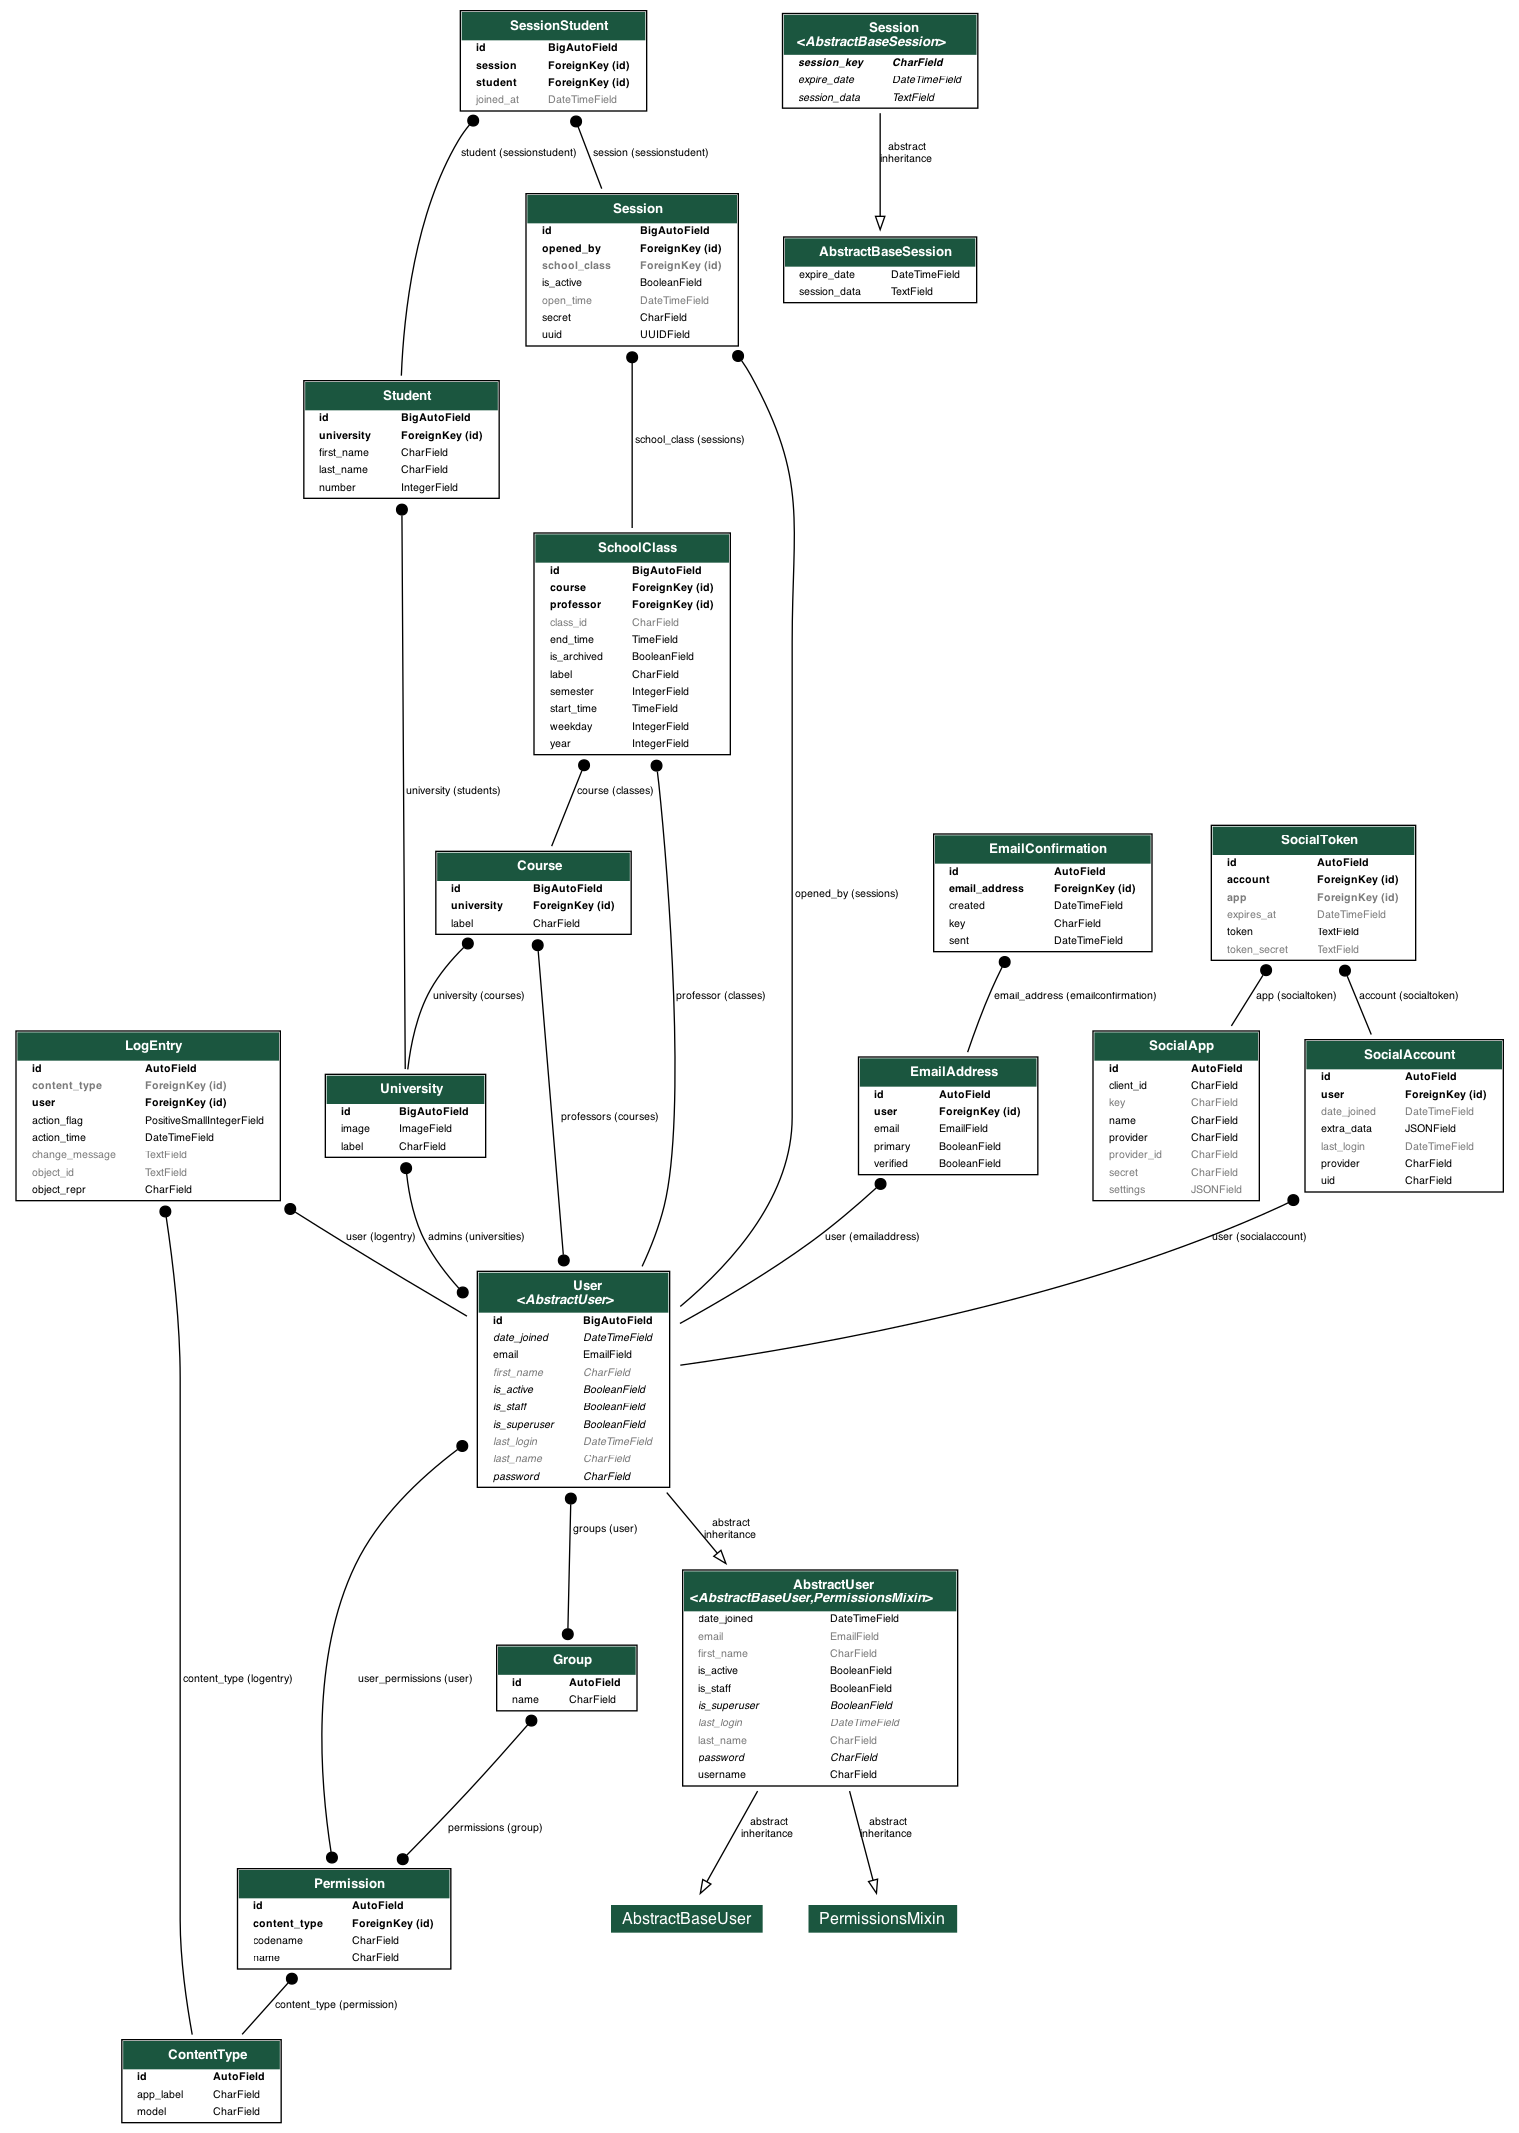 SessionStudent
id BigAutoField
session ForeignKey (id)
student ForeignKey (id)
joined_at DateTimeField
Session
<AbstractBaseSession>
session_key CharField
expire_date DateTimeField
session_data TextField
student (sessionstudent)
session (sessionstudent)
abstract
inheritance
Session
id BigAutoField
opened_by ForeignKey (id)
school_class ForeignKey (id)
is_active BooleanField
open_time DateTimeField
secret CharField
uuid UUIDField
AbstractBaseSession
expire_date DateTimeField
session_data TextField
Student
id BigAutoField
university ForeignKey (id)
first_name CharField
last_name CharField
number IntegerField
school_class (sessions)
SchoolClass
id BigAutoField
course ForeignKey (id)
professor ForeignKey (id)
class_id CharField
end_time TimeField
is_archived BooleanField
label CharField
semester IntegerField
start_time TimeField
weekday IntegerField
year IntegerField
university (students)
course (classes)
Course
id BigAutoField
university ForeignKey (id)
label CharField
opened_by (sessions)
EmailConfirmation
id AutoField
email_address ForeignKey (id)
created DateTimeField
key CharField
sent DateTimeField
SocialToken
id AutoField
account ForeignKey (id)
app ForeignKey (id)
expires_at DateTimeField
token TextField
token_secret TextField
university (courses)
professor (classes)
email_address (emailconfirmation)
app (socialtoken)
account (socialtoken)
LogEntry
id AutoField
content_type ForeignKey (id)
user ForeignKey (id)
action_flag PositiveSmallIntegerField
action_time DateTimeField
change_message TextField
object_id TextField
object_repr CharField
University
id BigAutoField
image ImageField
label CharField
professors (courses)
EmailAddress
id AutoField
user ForeignKey (id)
email EmailField
primary BooleanField
verified BooleanField
SocialApp
id AutoField
client_id CharField
key CharField
name CharField
provider CharField
provider_id CharField
secret CharField
settings JSONField
SocialAccount
id AutoField
user ForeignKey (id)
date_joined DateTimeField
extra_data JSONField
last_login DateTimeField
provider CharField
uid CharField
user (logentry)
admins (universities)
user (emailaddress)
user (socialaccount)
User
<AbstractUser>
id BigAutoField
date_joined DateTimeField
email EmailField
first_name CharField
is_active BooleanField
is_staff BooleanField
is_superuser BooleanField
last_login DateTimeField
last_name CharField
password CharField
groups (user)
abstract
inheritance
AbstractUser
<AbstractBaseUser,PermissionsMixin>
date_joined DateTimeField
email EmailField
first_name CharField
is_active BooleanField
is_staff BooleanField
is_superuser BooleanField
last_login DateTimeField
last_name CharField
password CharField
username CharField
content_type (logentry)
user_permissions (user)
Group
id AutoField
name CharField
permissions (group)
abstract
inheritance
abstract
inheritance
Permission
id AutoField
content_type ForeignKey (id)
codename CharField
name CharField
AbstractBaseUser
PermissionsMixin
content_type (permission)
ContentType
id AutoField
app_label CharField
model CharField